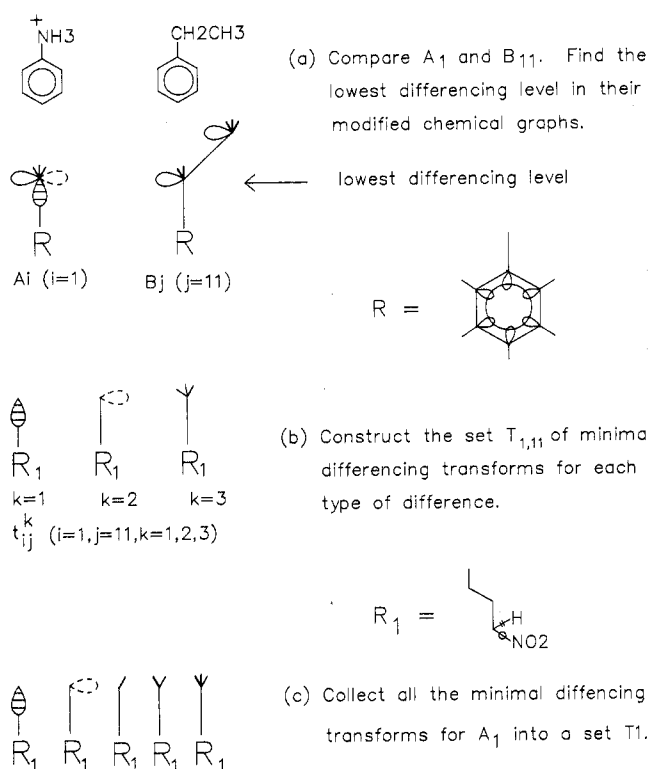 +
NH3
CH2CH3
(a) Compare A1 and B11. Find the
lowest differencing level in their
modified chemical graphs.
lowest differencing level
R
R
Ai (i=1)
Bj (j=11)
R =
R1
R1
R1
k=1
k=2
k=3
t k ij (i=1,j=11,k=1,2,3)
(b) Construct the set T1,11 of minima
differencing transforms for each
type of difference.
R1 =
H
NO2
(c) Collect all the minimal diffencing
transforms for A1 into a set T1.
R1
R1
R1
R1
R1